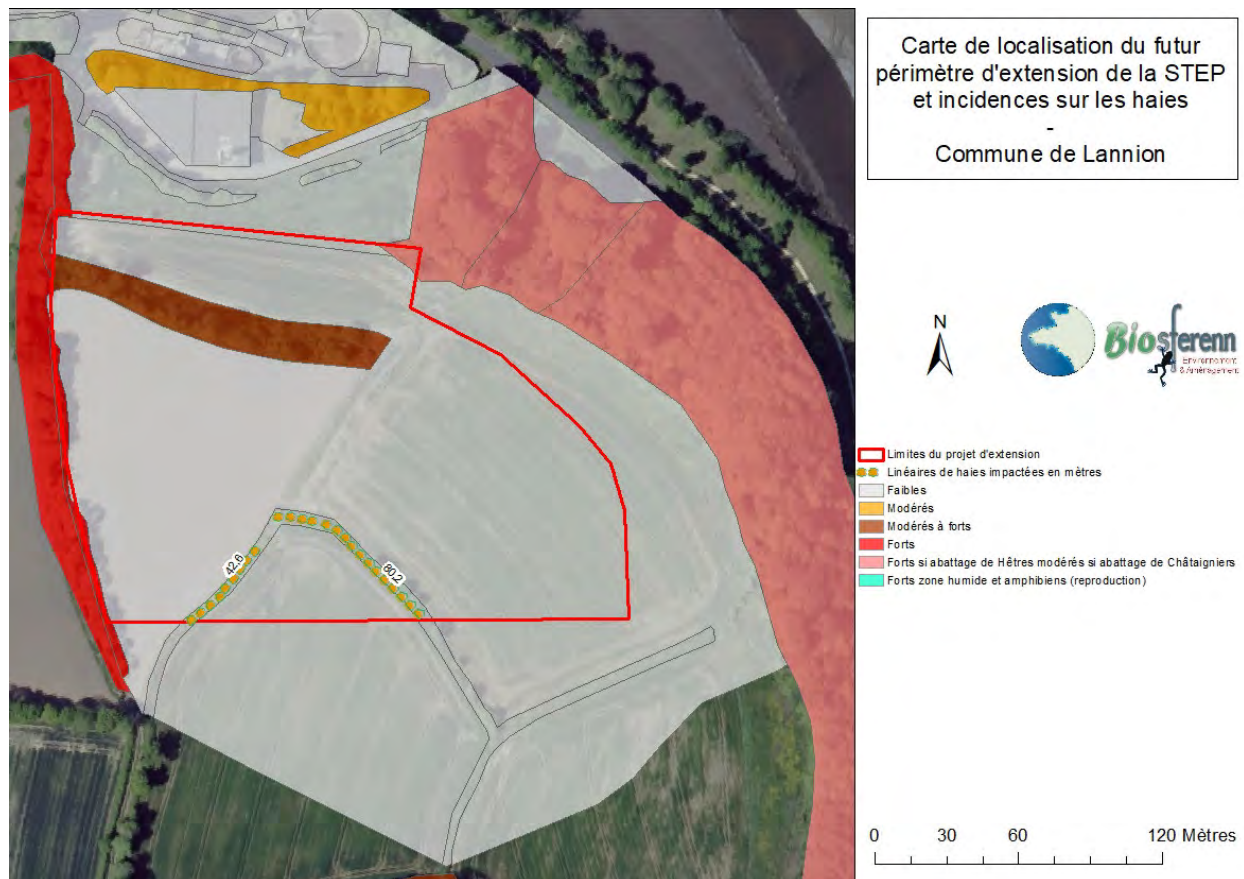 Carte de localisation du futur
périmètre d'extension de la STEP
et incidences sur les haies
-
Commune de Lannion
N
Biosferenn
Environnement
& Aménagement
Limites du projet d'extension
Linéaires de haies impactées en mètres
Faibles
Modérés
Modérés à forts
Forts
Forts si abattage de Hêtres modérés si abattage de Châtaigniers
Forts zone humide et amphibiens (reproduction)
42,6
80,2
0 30 60 120 Mètres